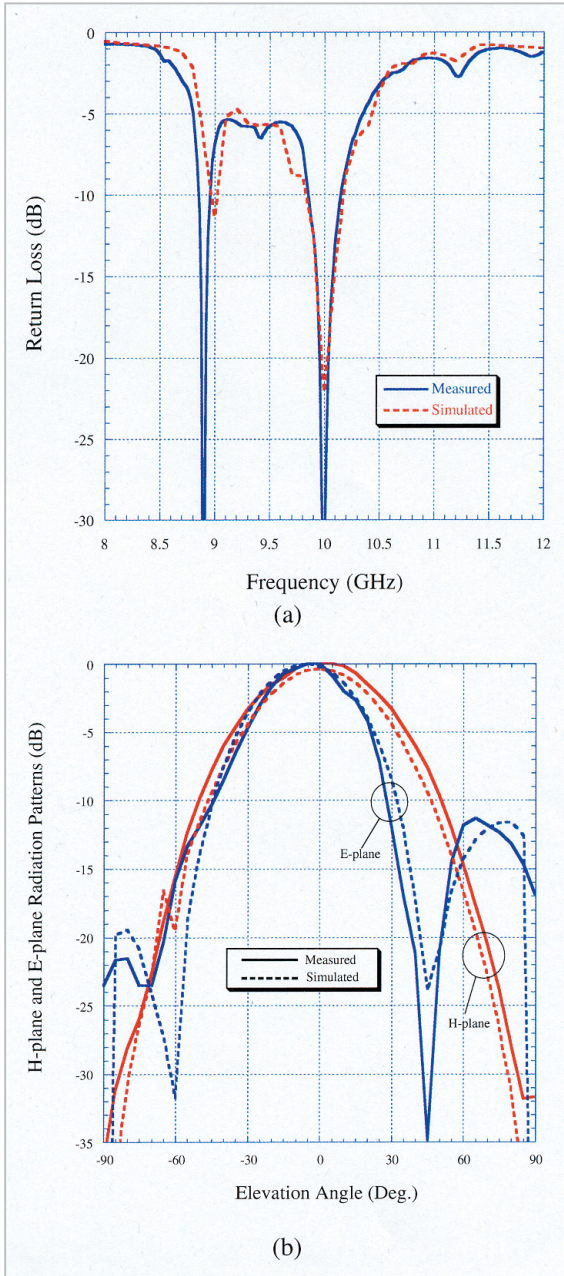 0
-5
-10
-15
-20
-25
-30
Return Loss (dB)
Measured
Simulated
8 8.5 9 9.5 10 10.5 11 11.5 12
Frequency (GHz)
(a)
0
-5
-10
-15
-20
-25
-30
-35
H-plane and E-plane Radiation Patterns (dB)
E-plane
Measured
Simulated
H-plane
-90 -60 -30 0 30 60 90
Elevation Angle (Deg.)
(b)